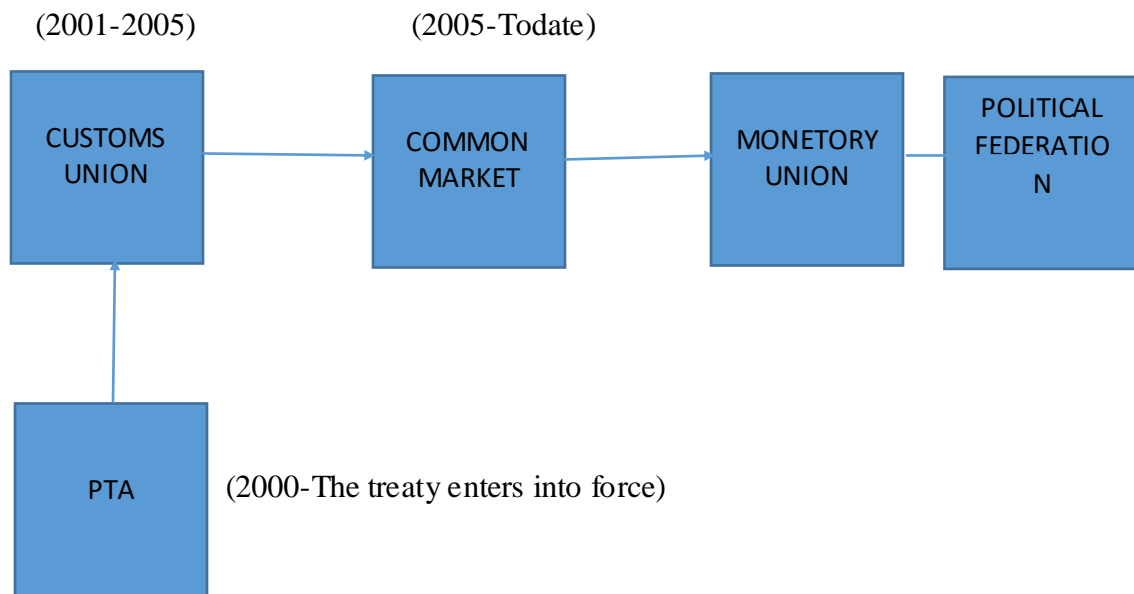 (2001-2005)
(2005-Todate)
CUSTOMS
UNION
COMMON
MARKET
MONETORY
UNION
POLITICAL
FEDERATIO
N
PTA
(2000-The treaty enters into force)